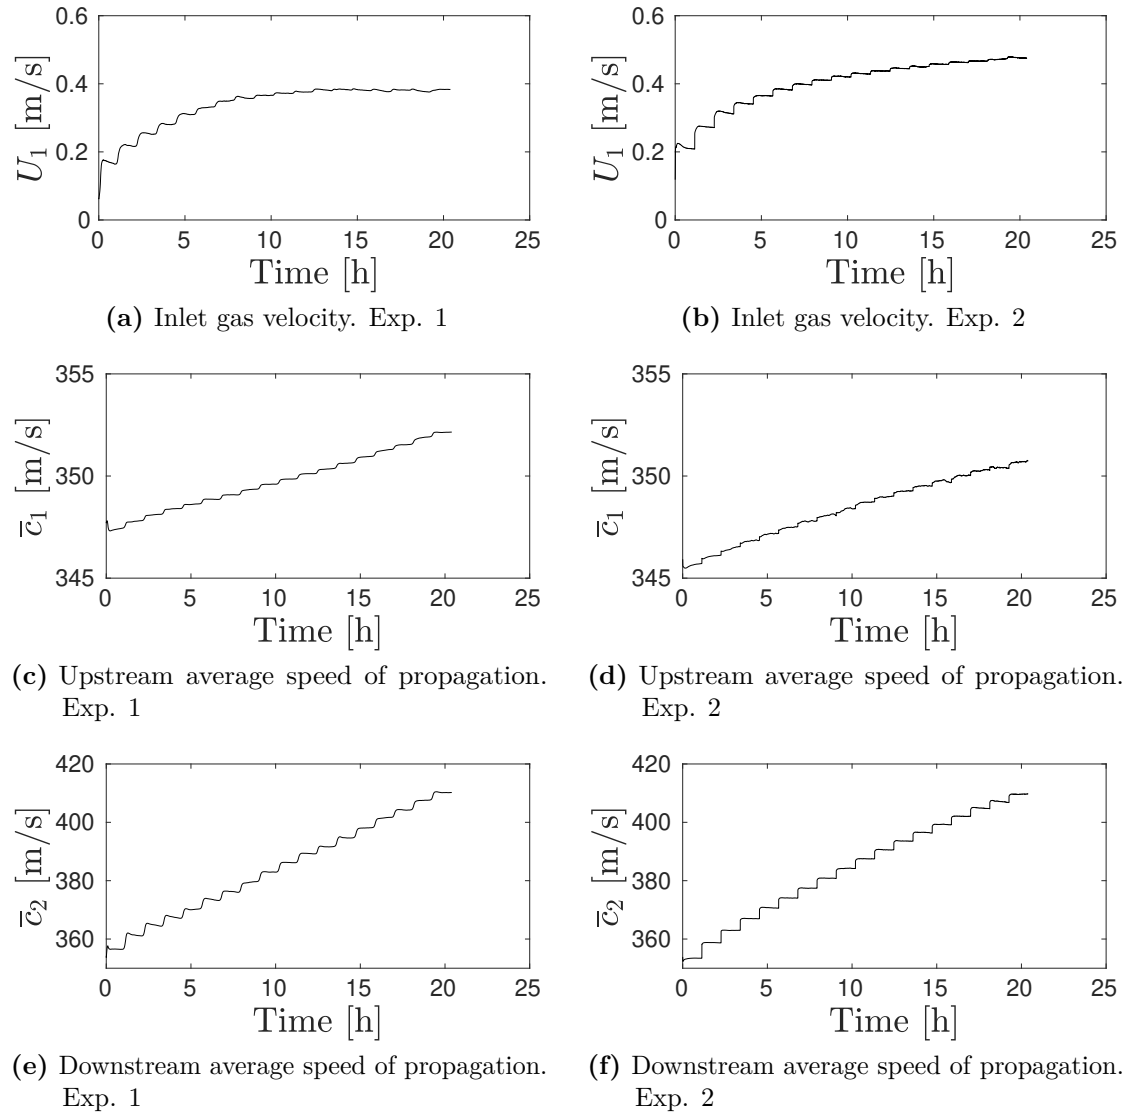 0.6
0.4
0.2
0
U1 [m/s]
0 5 10 15 20 25
Time [h]
(a) Inlet gas velocity. Exp. 1
0.6
0.4
0.2
0
U1 [m/s]
0 5 10 15 20 25
Time [h]
(b) Inlet gas velocity. Exp. 2
355
350
345
c̅1 [m/s]
0 5 10 15 20 25
Time [h]
(c) Upstream average speed of propagation.
Exp. 1
355
350
345
c̅1 [m/s]
0 5 10 15 20 25
Time [h]
(d) Upstream average speed of propagation.
Exp. 2
420
400
380
360
c̅2 [m/s]
0 5 10 15 20 25
Time [h]
(e) Downstream average speed of propagation.
Exp. 1
420
400
380
360
c̅2 [m/s]
0 5 10 15 20 25
Time [h]
(f) Downstream average speed of propagation.
Exp. 2